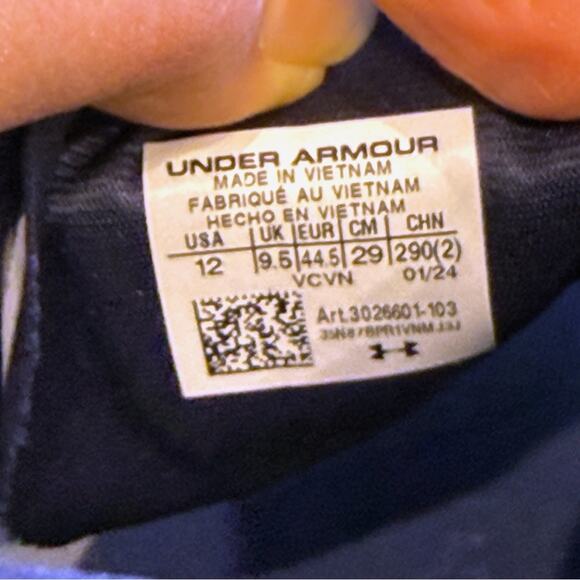 UNDER ARMOUR
MADE IN VIETNAM
FABRIQUÉ AU VIETNAM
HECHO EN VIETNAM
USA UK EUR CM CHN
12 9.5 44.5 29 290(2)
VCVN 01/24
Art.3026601-103